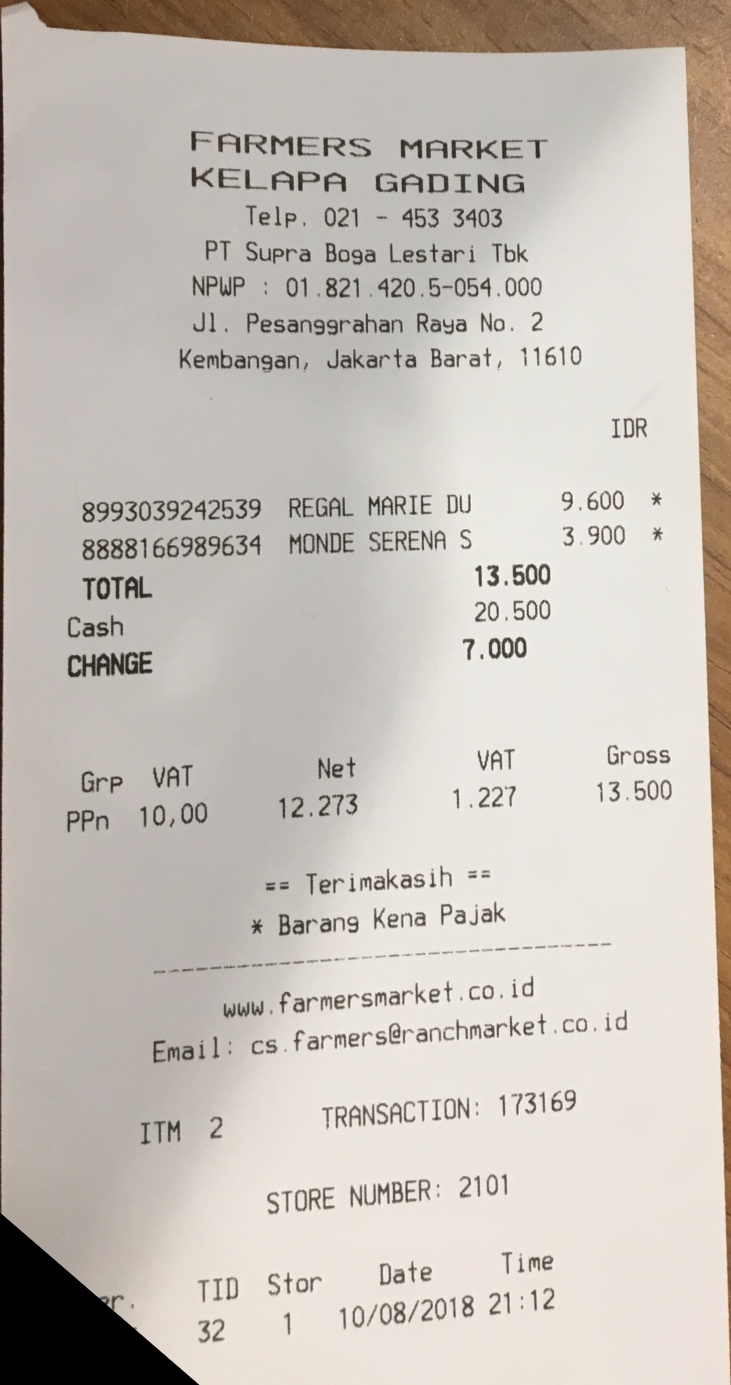 FARMERS MARKET
KELAPA GADING
Telp. 021 - 453 3403
PT Supra Boga Lestari Tbk
NPWP : 01.821.420.5-054.000
Jl. Pesanggrahan Raya No. 2
Kembangan, Jakarta Barat, 11610
IDR
8993039242539 REGAL MARIE DU 9.600 *
8888166989634 MONDE SERENA S 3.900 *
TOTAL 13.500
Cash 20.500
CHANGE 7.000
Grp VAT Net VAT Gross
PPn 10,00 12.273 1.227 13.500
== Terimakasih ==
* Barang Kena Pajak
www.farmersmarket.co.id
Email: cs.farmers@ranchmarket.co.id
ITM 2 TRANSACTION: 173169
STORE NUMBER: 2101
TID Stor Date Time
32 1 10/08/2018 21:12